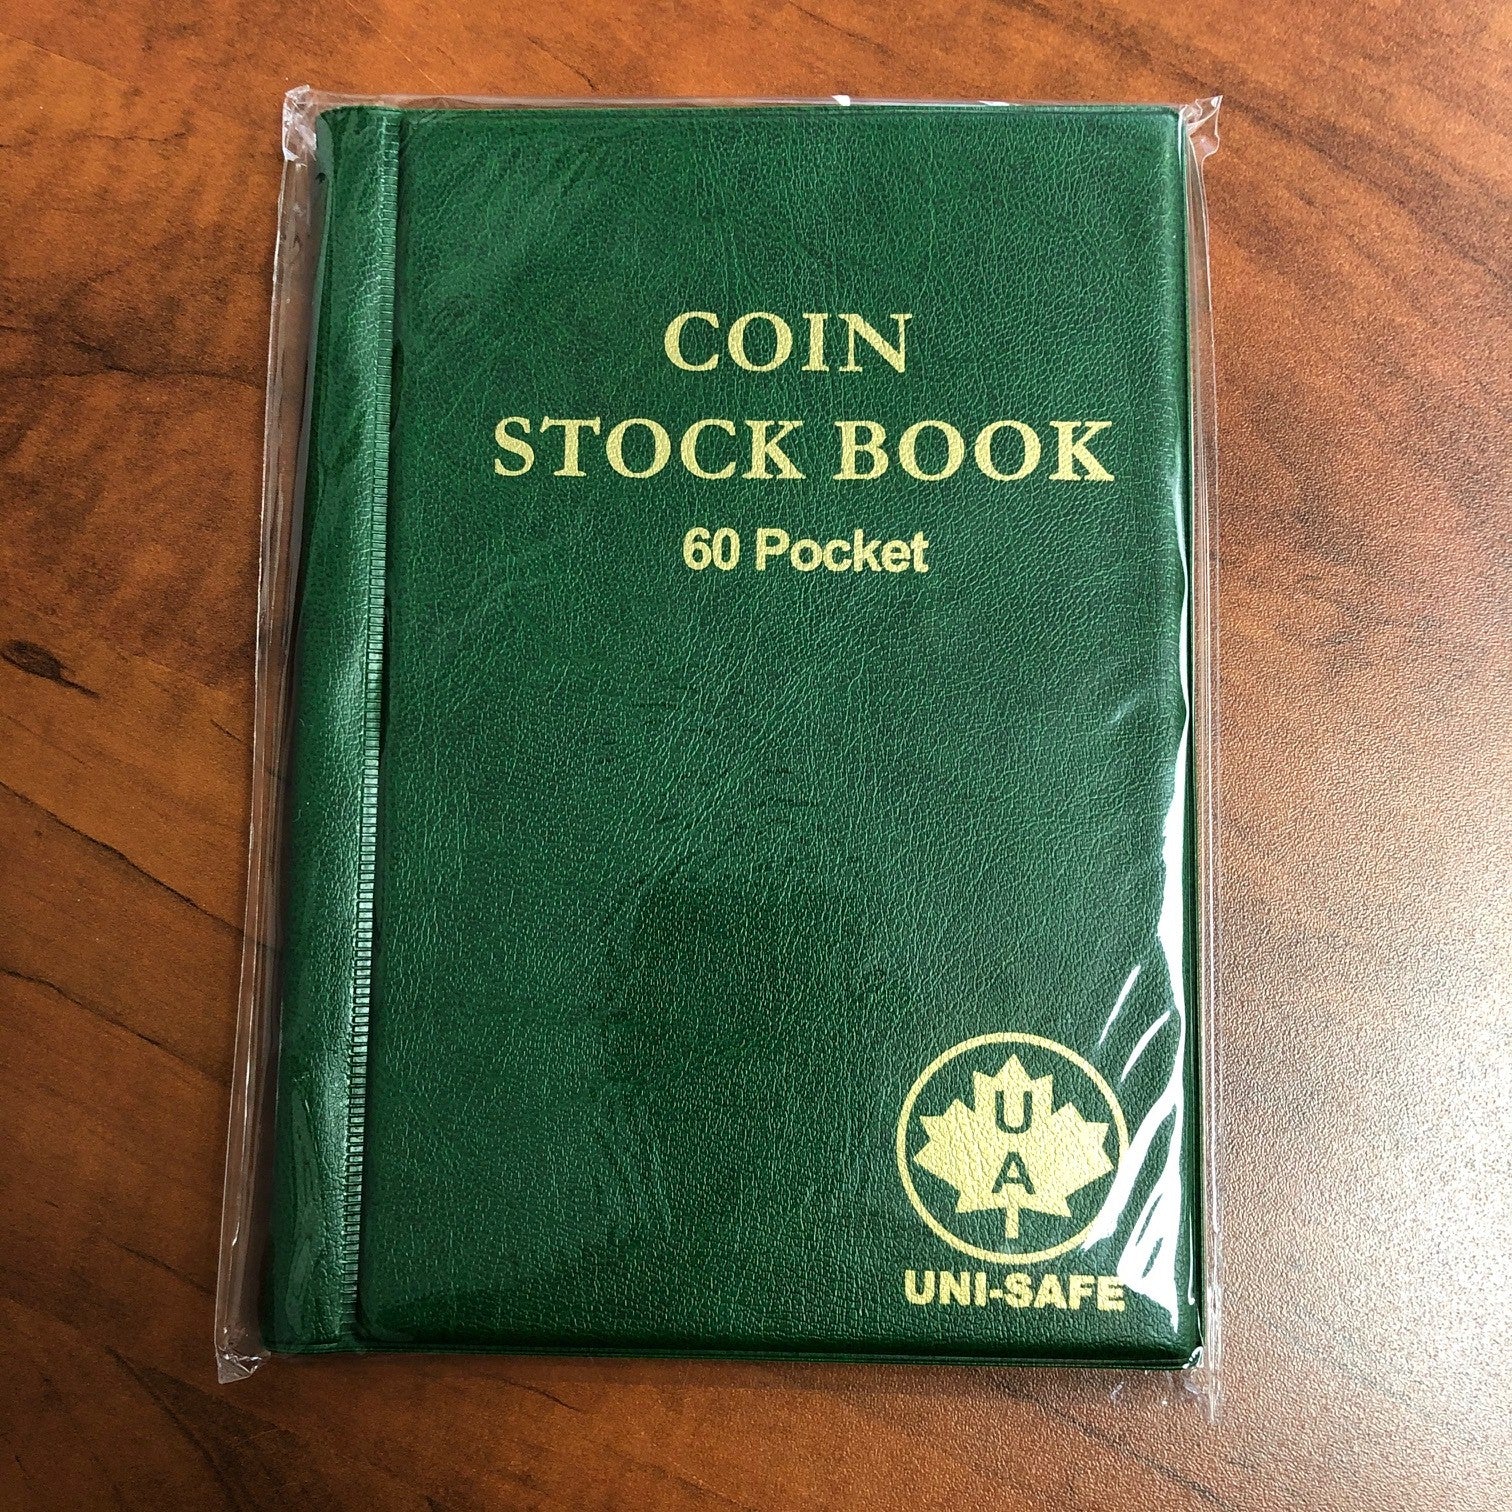 COIN
STOCK BOOK
60 Pocket
U
A
UNI-SAFE